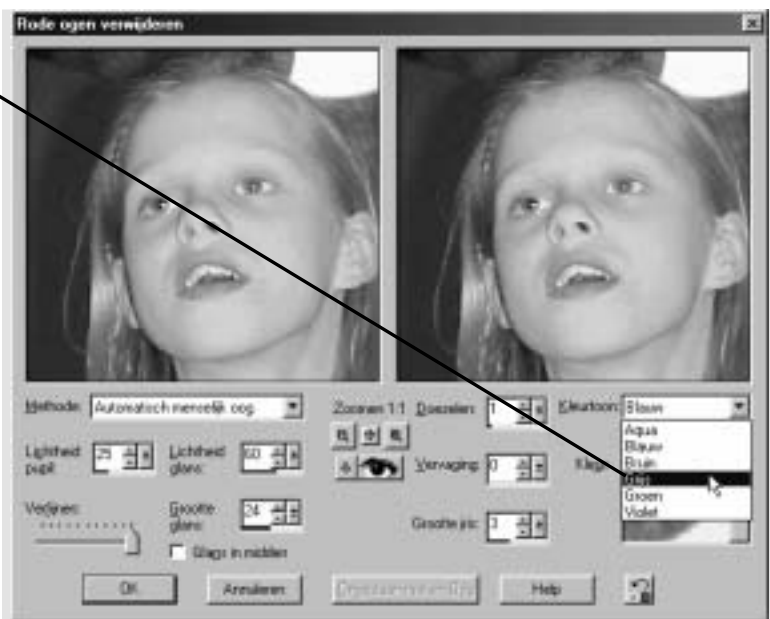 Rode ogen verwijderen
Methode: Automatisch menselijk oog
Zoomen 1:1
Doezelen: 1
Kleurtoon: Blauw
Aqua
Blauw
Bruin
Grijs
Groen
Violet
Lichtheid pupil: 25
Lichtheid glans: 60
Vervaging: 0
Verfijnen:
Grootte glans: 24
Grootte iris: 3
in midden
OK
Annuleren
Help